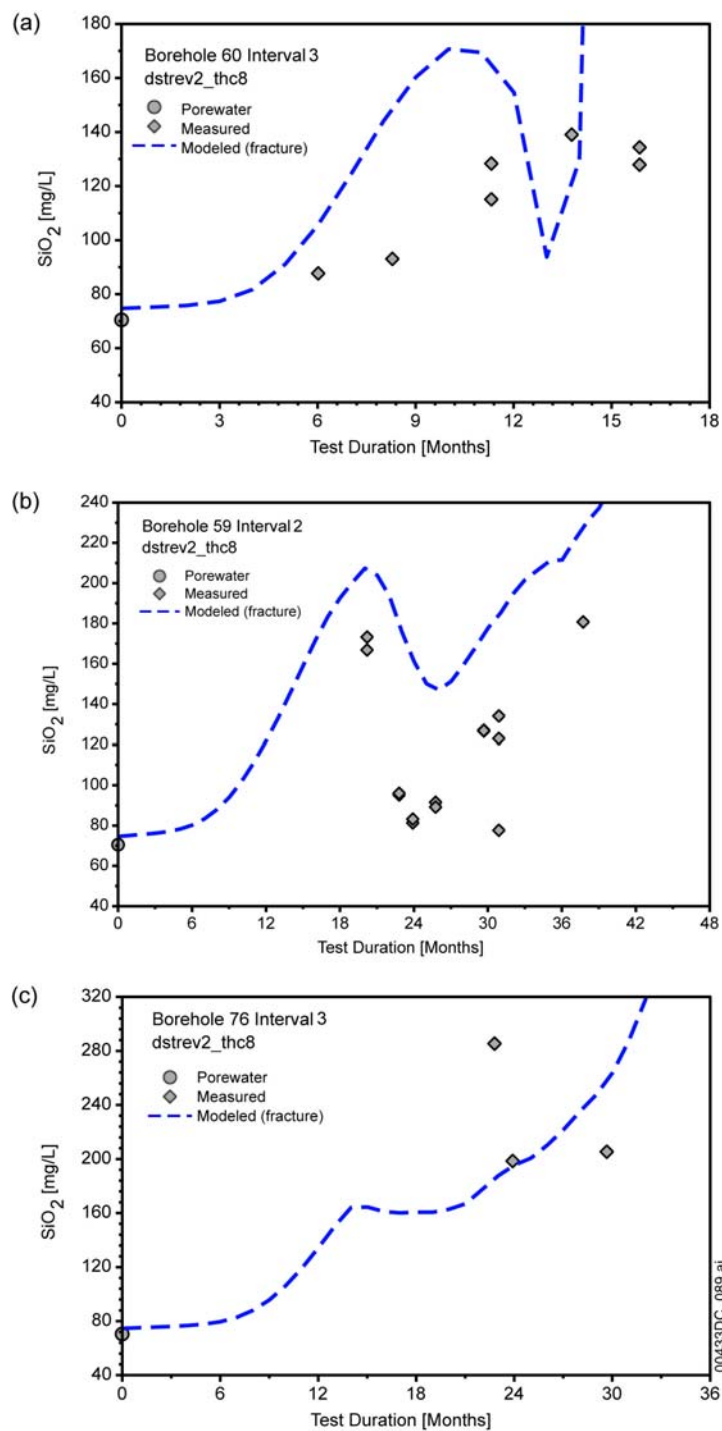 (a)
180
160
140
120
100
80
60
40
SiO2 [mg/L]
Borehole 60 Interval 3
dstrev2_thc8
Porewater
Measured
Modeled (fracture)
0 3 6 9 12 15 18
Test Duration [Months]
(b)
240
220
200
180
160
140
120
100
80
60
40
SiO2 [mg/L]
Borehole 59 Interval 2
dstrev2_thc8
Porewater
Measured
Modeled (fracture)
0 6 12 18 24 30 36 42 48
Test Duration [Months]
(c)
320
280
240
200
160
120
80
40
SiO2 [mg/L]
Borehole 76 Interval 3
dstrev2_thc8
Porewater
Measured
Modeled (fracture)
0 6 12 18 24 30 36
Test Duration [Months]
00433DC_089.ai